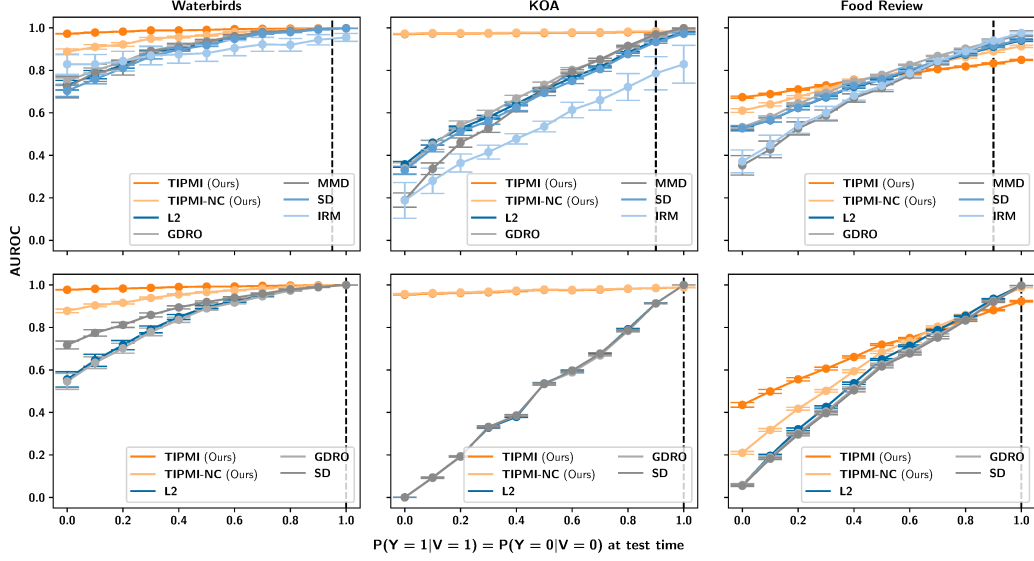 Waterbirds
KOA
Food Review
AUROC
1.0
0.8
0.6
0.4
0.2
0.0
TIPMI (Ours)
TIPMI-NC (Ours)
L2
GDRO
MMD
SD
IRM
TIPMI (Ours)
TIPMI-NC (Ours)
L2
GDRO
MMD
SD
IRM
TIPMI (Ours)
TIPMI-NC (Ours)
L2
GDRO
MMD
SD
IRM
1.0
0.8
0.6
0.4
0.2
0.0
TIPMI (Ours)
TIPMI-NC (Ours)
L2
GDRO
SD
TIPMI (Ours)
TIPMI-NC (Ours)
L2
GDRO
SD
TIPMI (Ours)
TIPMI-NC (Ours)
L2
GDRO
SD
0.0 0.2 0.4 0.6 0.8 1.0
0.0 0.2 0.4 0.6 0.8 1.0
0.0 0.2 0.4 0.6 0.8 1.0
P(Y = 1|V = 1) = P(Y = 0|V = 0) at test time